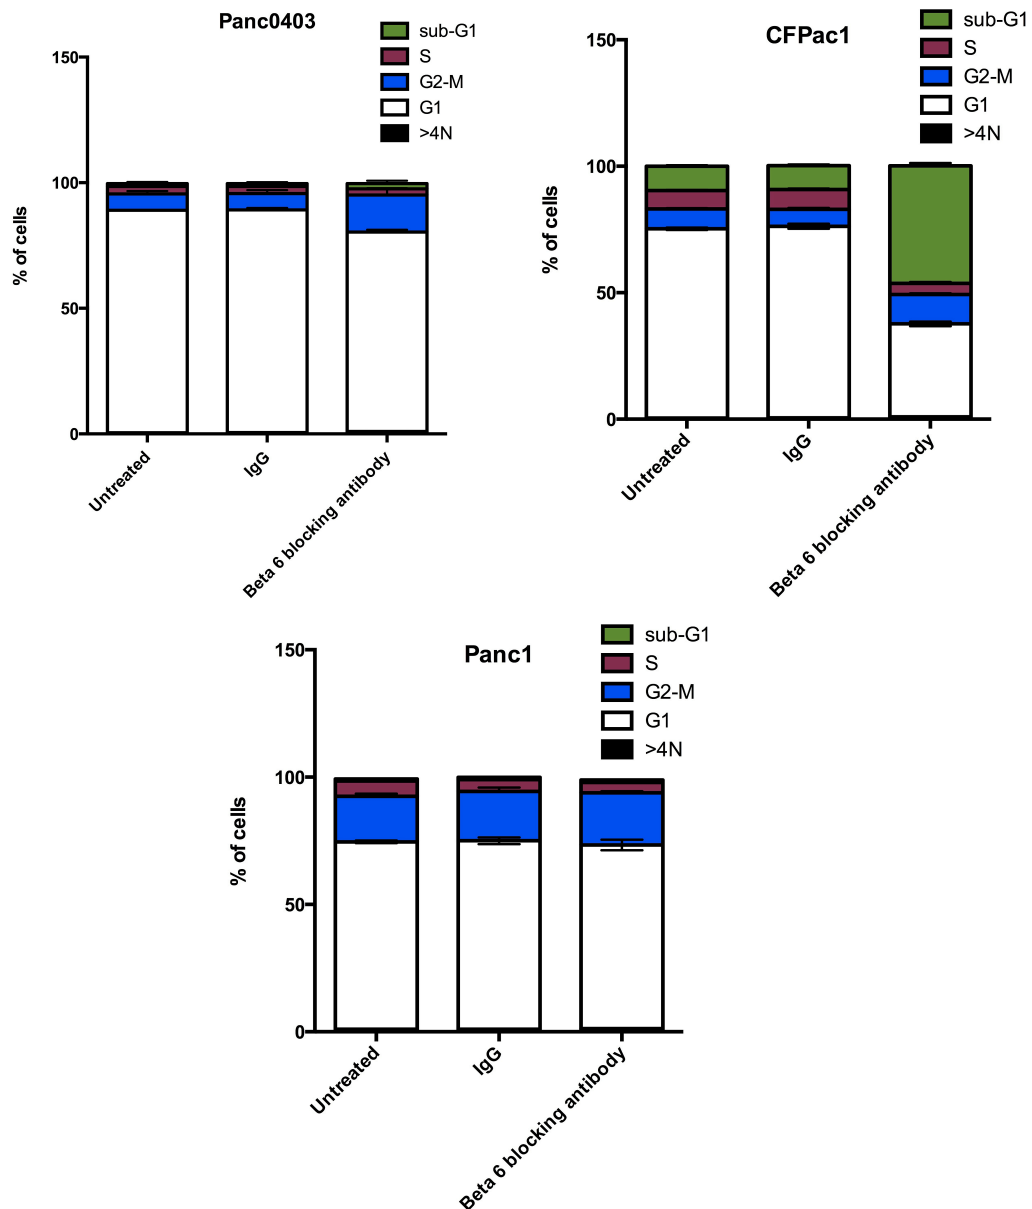 Panc0403
sub-G1
S
G2-M
G1
>4N
150
100
50
0
% of cells
Untreated
IgG
Beta 6 blocking antibody
CFPac1
sub-G1
S
G2-M
G1
>4N
150
100
50
0
% of cells
Untreated
IgG
Beta 6 blocking antibody
Panc1
sub-G1
S
G2-M
G1
>4N
150
100
50
0
% of cells
Untreated
IgG
Beta 6 blocking antibody